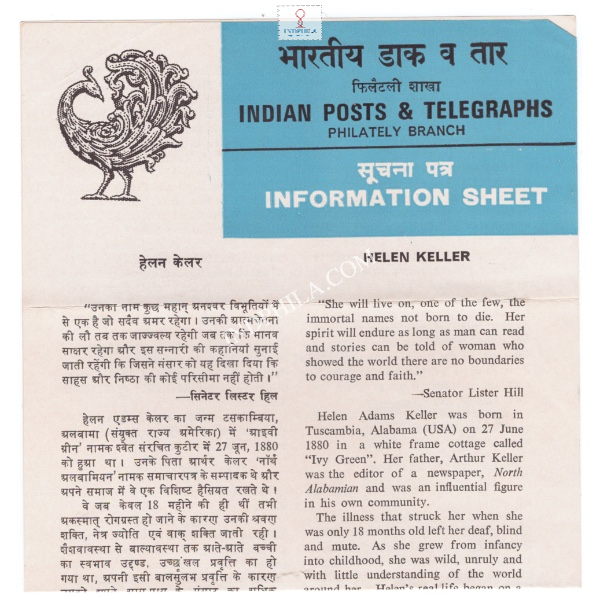 भारतीय डाक व तार
फिलैटली शाखा
INDIAN POSTS & TELEGRAPHS
PHILATELY BRANCH
सूचना पत्र
INFORMATION SHEET
हेलन केलर
"उनका नाम कुछ महान् अनश्वर विभूतियों में
से एक है जो सदैव अमर रहेगा। उनकी आत्मचेतना
की लौ तब तक जाज्वल्य रहेगी जब तक कि मानव
साक्षर रहेगा और इस सन्नारी की कहानियां सुनाई
जाती रहेंगी कि जिसने संसार को यह दिखा दिया कि
साहस और निष्ठा की कोई परिसीमा नहीं होती।"
—सिनेटर लिस्टर हिल
हेलन एडम्स केलर का जन्म टसकाम्बिया,
अलबामा (संयुक्त राज्य अमेरिका) में 'आइवी
ग्रीन' नामक श्वेत संरचित कुटीर में 27 जून, 1880
को हुआ था। उनके पिता आर्थर केलर 'नॉर्थ
अलबामियन' नामक समाचारपत्र के सम्पादक थे और
अपने समाज में वे एक विशिष्ट हैसियत रखते थे।
वे जब केवल 18 महीने की ही थीं तभी
अकस्मात् रोगग्रस्त हो जाने के कारण उनकी श्रवण
शक्ति, नेत्र ज्योति एवं वाक् शक्ति जाती रही।
शैशवावस्था से बाल्यावस्था तक आते-आते बच्ची
का स्वभाव उद्दण्ड, उच्छृंखल प्रवृत्ति का हो
गया था, अपनी इसी बालसुलभ प्रवृत्ति के कारण
HELEN KELLER
"She will live on, one of the few, the
immortal names not born to die. Her
spirit will endure as long as man can read
and stories can be told of woman who
showed the world there are no boundaries
to courage and faith."
—Senator Lister Hill
Helen Adams Keller was born in
Tuscambia, Alabama (USA) on 27 June
1880 in a white frame cottage called
"Ivy Green". Her father, Arthur Keller
was the editor of a newspaper, North
Alabamian and was an influential figure
in his own community.
The illness that struck her when she
was only 18 months old left her deaf, blind
and mute. As she grew from infancy
into childhood, she was wild, unruly and
with little understanding of the world
around her. Helen's real life began on a